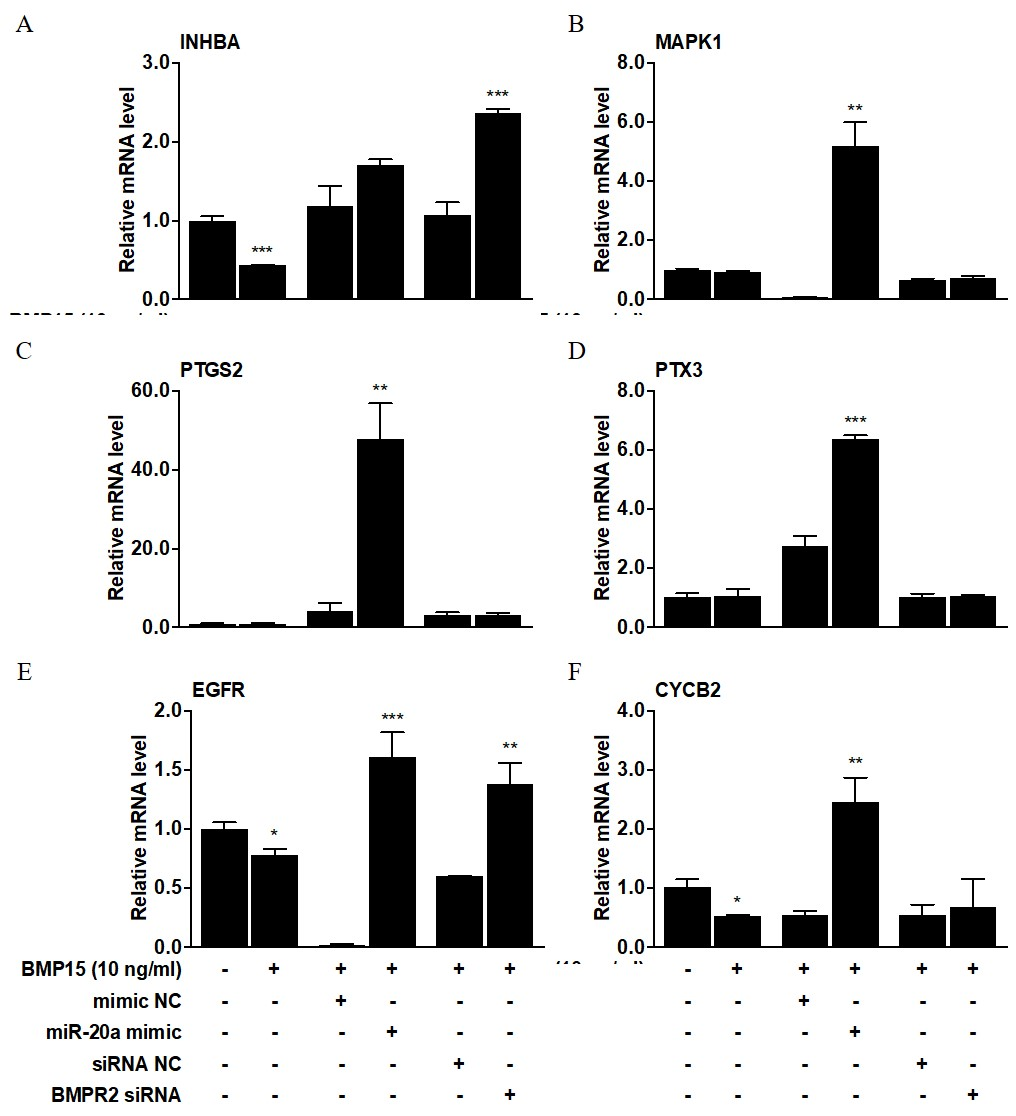 A
INHBA
Relative mRNA level
3.0
2.0
1.0
0.0
***
***
B
MAPK1
Relative mRNA level
8.0
6.0
4.0
2.0
0.0
**
C
PTGS2
Relative mRNA level
60.0
40.0
20.0
0.0
**
D
PTX3
Relative mRNA level
8.0
6.0
4.0
2.0
0.0
***
E
EGFR
Relative mRNA level
2.0
1.5
1.0
0.5
0.0
*
***
**
F
CYCB2
Relative mRNA level
4.0
3.0
2.0
1.0
0.0
*
**
BMP15 (10 ng/ml) - + + + + + - + + + + +
mimic NC - - + - - - - - + - - -
miR-20a mimic - - - + - - - - - + - -
siRNA NC - - - - + - - - - - + -
BMPR2 siRNA - - - - - + - - - - - +